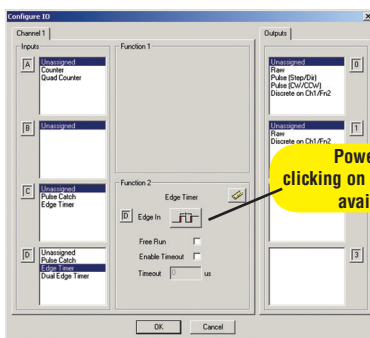 Configure IO
Channel 1
Outputs
Inputs
Function 1
A
Unassigned
Counter
Quad Counter
B
Unassigned
C
Unassigned
Pulse Catch
Edge Timer
D
Unassigned
Pulse Catch
Edge Timer
Dual Edge Timer
Function 2
Edge Timer
D Edge In
Free Run
Enable Timeout
Timeout 0 us
Unassigned
Raw
Pulse (Step/Dir)
Pulse (CW/CCW)
Discrete on Ch1/Fn2
0
Unassigned
Raw
Discrete on Ch1/Fn2
1
3
Powe
clicking on
avai
OK
Cancel